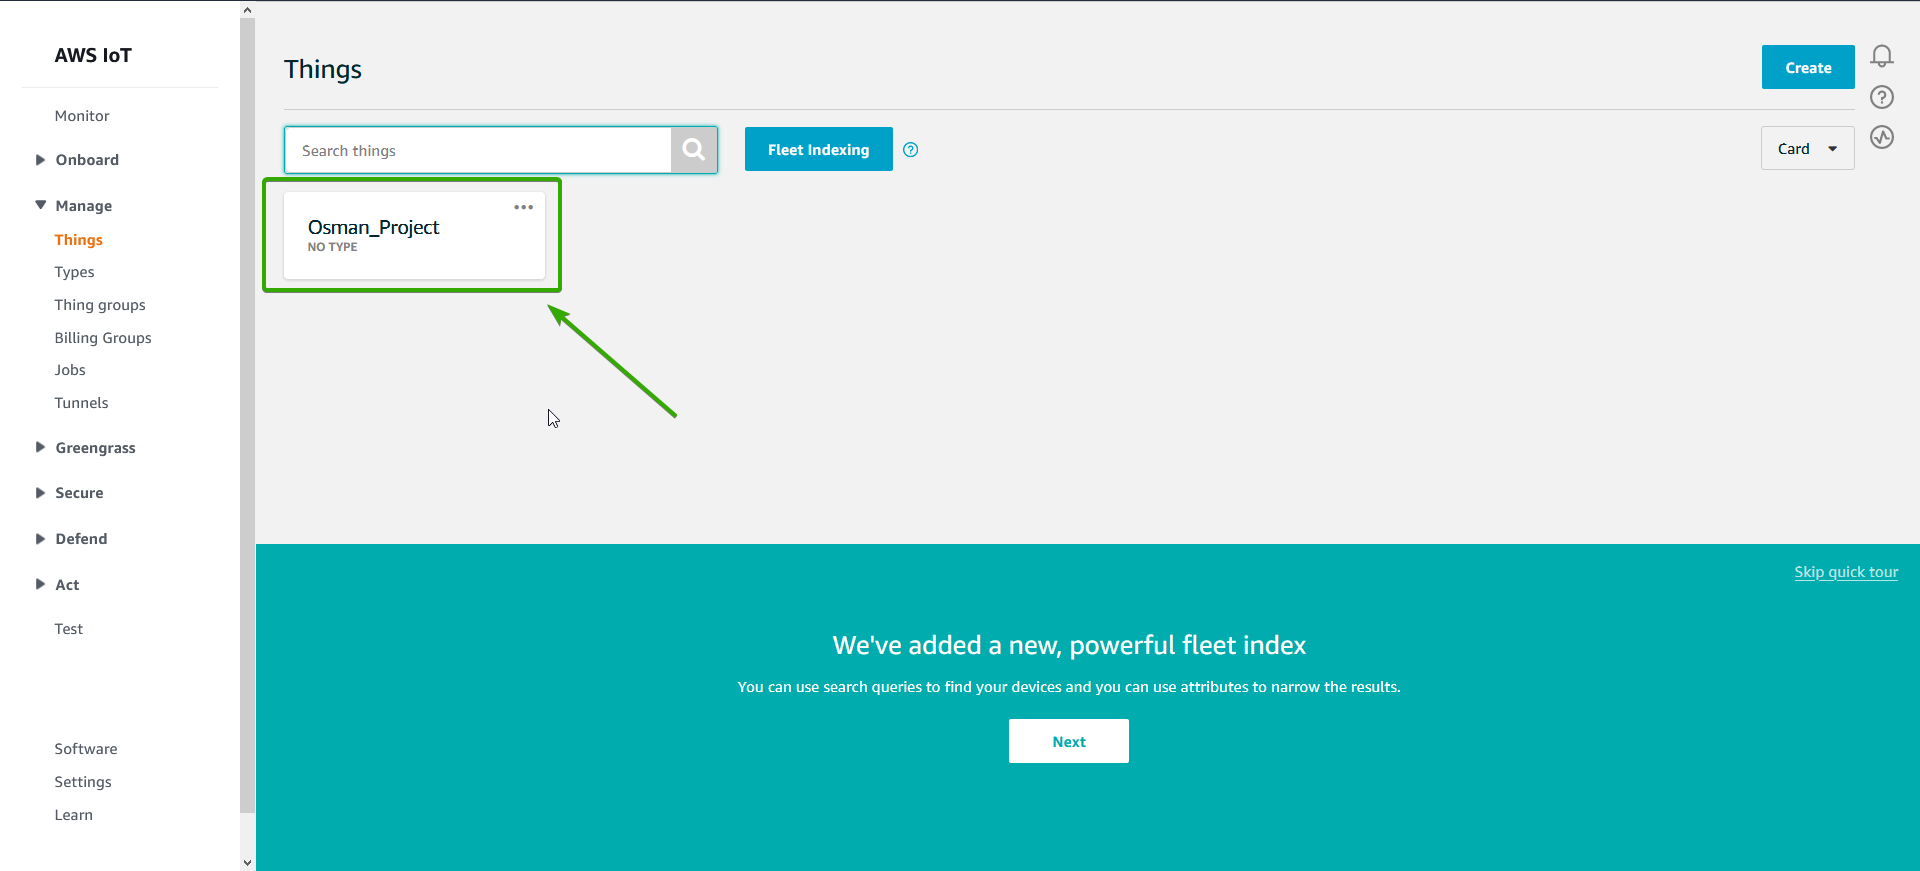 AWS IoT
Monitor
Onboard
Manage
Things
Types
Thing groups
Billing Groups
Jobs
Tunnels
Greengrass
Secure
Defend
Act
Test
Software
Settings
Learn
Things
Create
Search things
Fleet Indexing
Card
Osman_Project
NO TYPE
Skip quick tour
We've added a new, powerful fleet index
You can use search queries to find your devices and you can use attributes to narrow the results.
Next